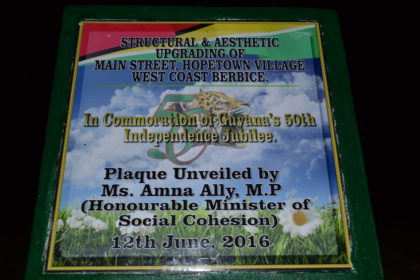 STRUCTURAL & AESTHETIC
UPGRADING OF
MAIN STREET, HOPETOWN VILLAGE
WEST COAST BERBICE.
In Commoration of Guyana's 50th
Independence Jubilee.
Plaque Unveiled by
Ms. Amna Ally, M.P
(Honourable Minister of
Social Cohesion)
12th June, 2016